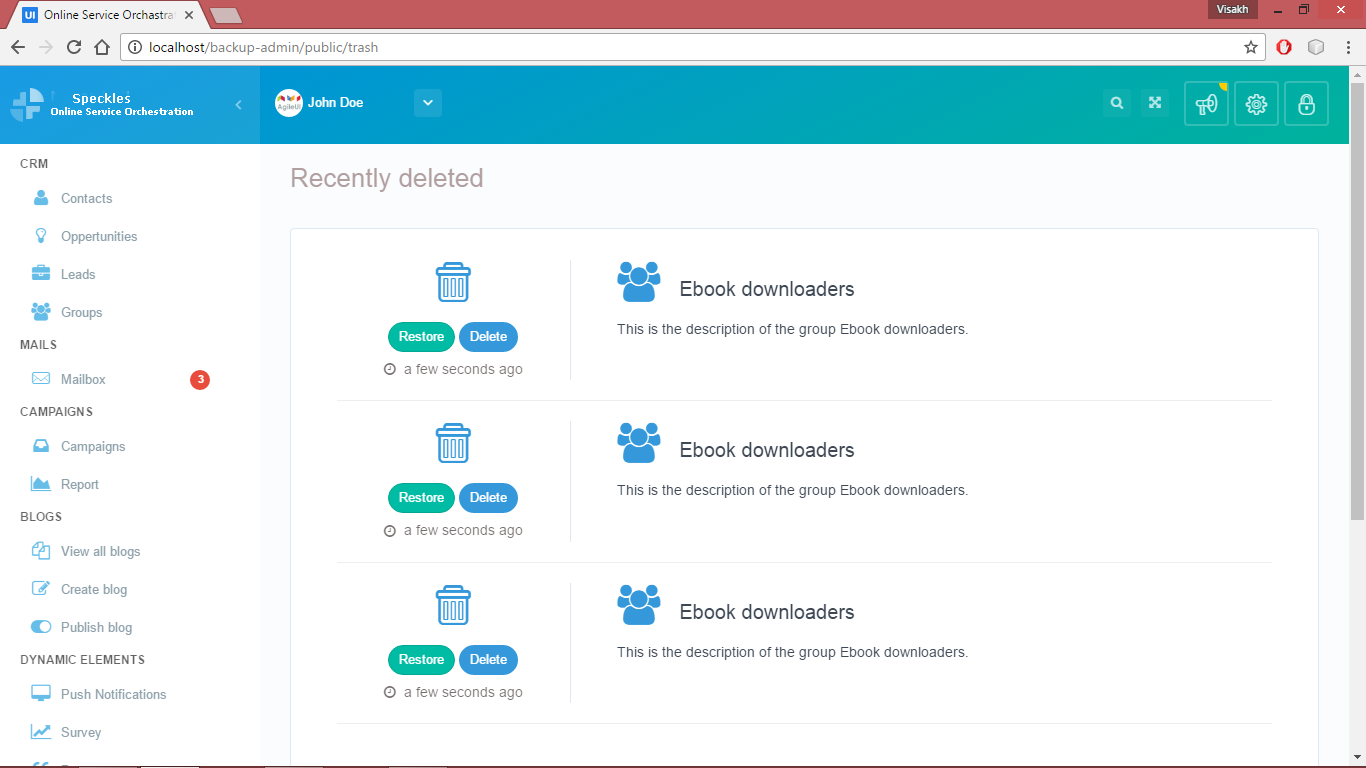 Visakh
UI Online Service Orchestra
localhost/backup-admin/public/trash
Speckles
Online Service Orchestration
AgileUI
John Doe
CRM
Contacts
Oppertunities
Leads
Groups
MAILS
Mailbox 3
CAMPAIGNS
Campaigns
Report
BLOGS
View all blogs
Create blog
Publish blog
DYNAMIC ELEMENTS
Push Notifications
Survey
Recently deleted
Restore Delete
a few seconds ago
Ebook downloaders
This is the description of the group Ebook downloaders.
Restore Delete
a few seconds ago
Ebook downloaders
This is the description of the group Ebook downloaders.
Restore Delete
a few seconds ago
Ebook downloaders
This is the description of the group Ebook downloaders.